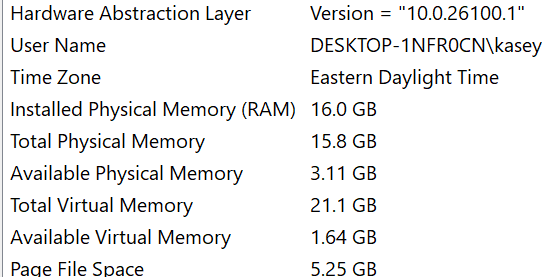 Hardware Abstraction Layer Version = "10.0.26100.1"
User Name DESKTOP-1NFR0CN\kasey
Time Zone Eastern Daylight Time
Installed Physical Memory (RAM) 16.0 GB
Total Physical Memory 15.8 GB
Available Physical Memory 3.11 GB
Total Virtual Memory 21.1 GB
Available Virtual Memory 1.64 GB
Page File Space 5.25 GB